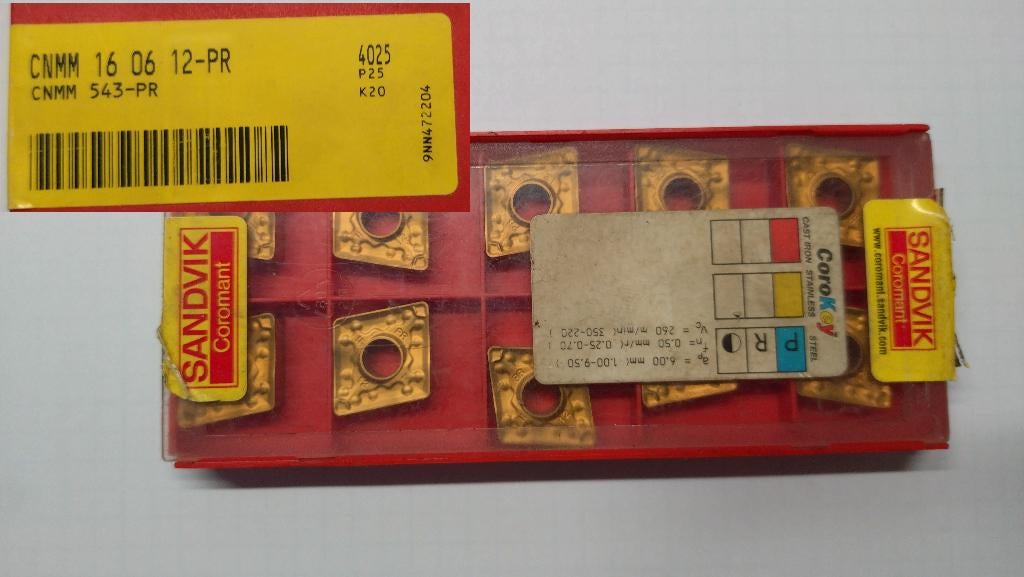 CNMM 16 06 12-PR
CNMM 543-PR
4025
P25
K20
9NN472204
SANDVIK
Coromant
CoroKey
CAST IRON STAINLESS STEEL
P
R
ap = 6.00 mm( 1.00-9.50 )
fn = 0.50 mm/r( 0.25-0.70 )
Vc = 260 m/min( 350-220 )
SANDVIK
Coromant
www.coromant.sandvik.com
PR